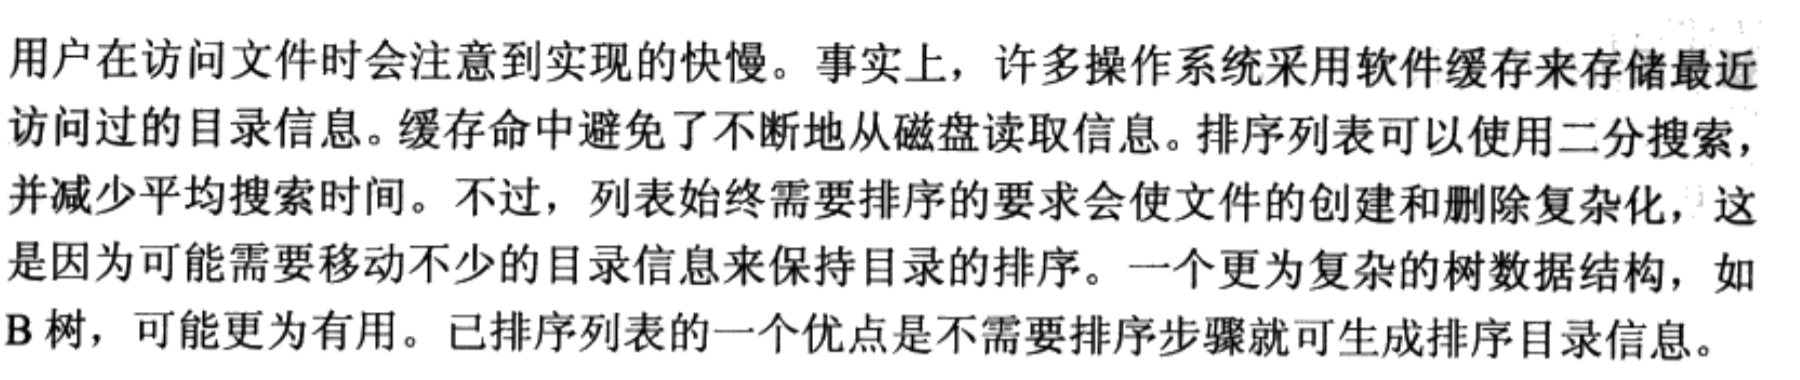 用户在访问文件时会注意到实现的快慢。事实上，许多操作系统采用软件缓存来存储最近
访问过的目录信息。缓存命中避免了不断地从磁盘读取信息。排序列表可以使用二分搜索，
并减少平均搜索时间。不过，列表始终需要排序的要求会使文件的创建和删除复杂化，这
是因为可能需要移动不少的目录信息来保持目录的排序。一个更为复杂的树数据结构，如
B 树，可能更为有用。已排序列表的一个优点是不需要排序步骤就可生成排序目录信息。